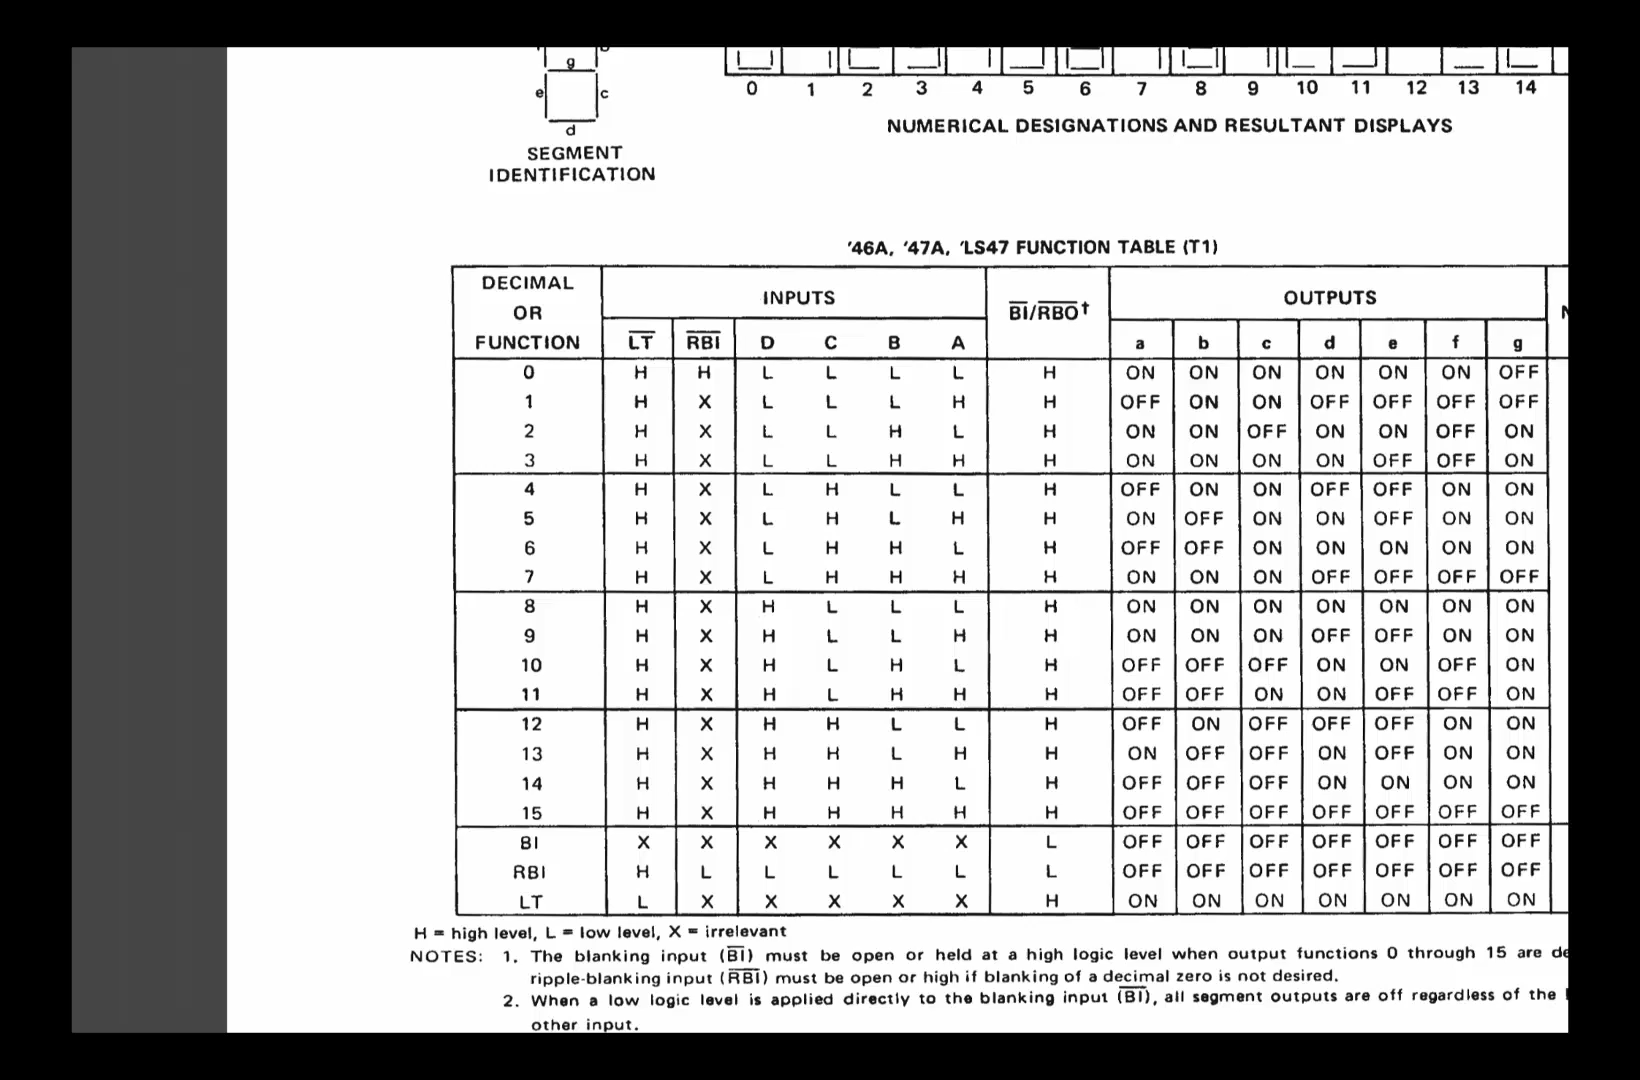 g
e c
d
0 1 2 3 4 5 6 7 8 9 10 11 12 13 14
NUMERICAL DESIGNATIONS AND RESULTANT DISPLAYS
SEGMENT
IDENTIFICATION
'46A, '47A, 'LS47 FUNCTION TABLE (T1)
DECIMAL
OR
FUNCTION
INPUTS
BI/RBO†
OUTPUTS
LT RBI D C B A a b c d e f g
0 H H L L L L H ON ON ON ON ON ON OFF
1 H X L L L H H OFF ON ON OFF OFF OFF OFF
2 H X L L H L H ON ON OFF ON ON OFF ON
3 H X L L H H H ON ON ON ON OFF OFF ON
4 H X L H L L H OFF ON ON OFF OFF ON ON
5 H X L H L H H ON OFF ON ON OFF ON ON
6 H X L H H L H OFF OFF ON ON ON ON ON
7 H X L H H H H ON ON ON OFF OFF OFF OFF
8 H X H L L L H ON ON ON ON ON ON ON
9 H X H L L H H ON ON ON OFF OFF ON ON
10 H X H L H L H OFF OFF OFF ON ON OFF ON
11 H X H L H H H OFF OFF ON ON OFF OFF ON
12 H X H H L L H OFF ON OFF OFF OFF ON ON
13 H X H H L H H ON OFF OFF ON OFF ON ON
14 H X H H H L H OFF OFF OFF ON ON ON ON
15 H X H H H H H OFF OFF OFF OFF OFF OFF OFF
BI X X X X X X L OFF OFF OFF OFF OFF OFF OFF
RBI H L L L L L L OFF OFF OFF OFF OFF OFF OFF
LT L X X X X X H ON ON ON ON ON ON ON
H = high level, L = low level, X = irrelevant
NOTES: 1. The blanking input (BI) must be open or held at a high logic level when output functions 0 through 15 are de
ripple-blanking input (RBI) must be open or high if blanking of a decimal zero is not desired.
2. When a low logic level is applied directly to the blanking input (BI), all segment outputs are off regardless of the
other input.